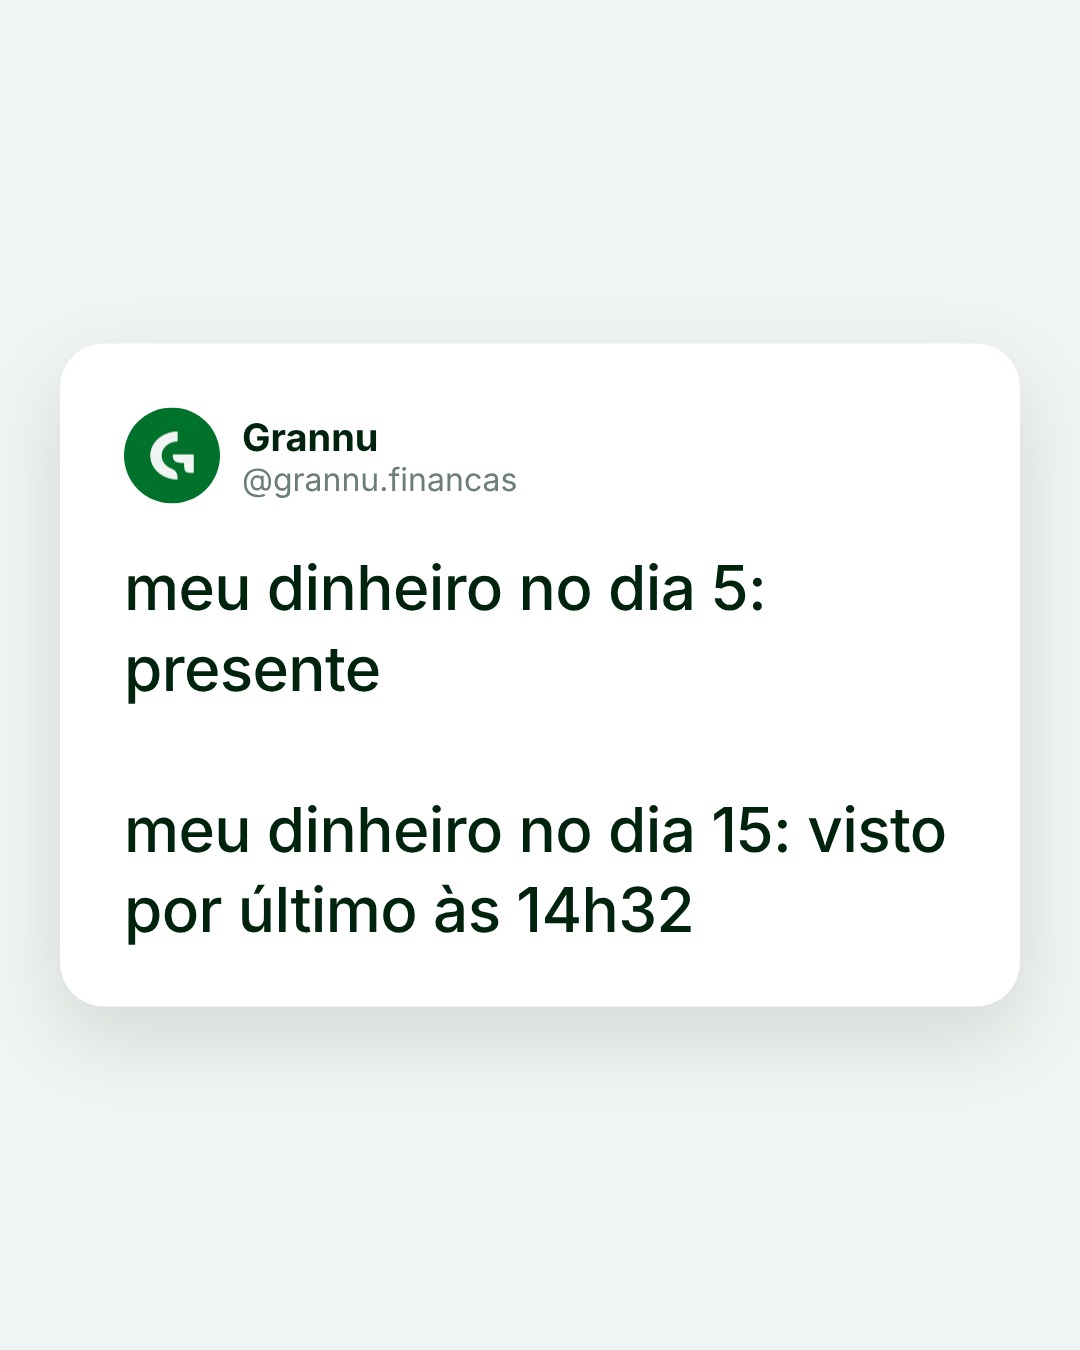 Grannu
@grannu.financas
meu dinheiro no dia 5:
presente
meu dinheiro no dia 15: visto
por último às 14h32